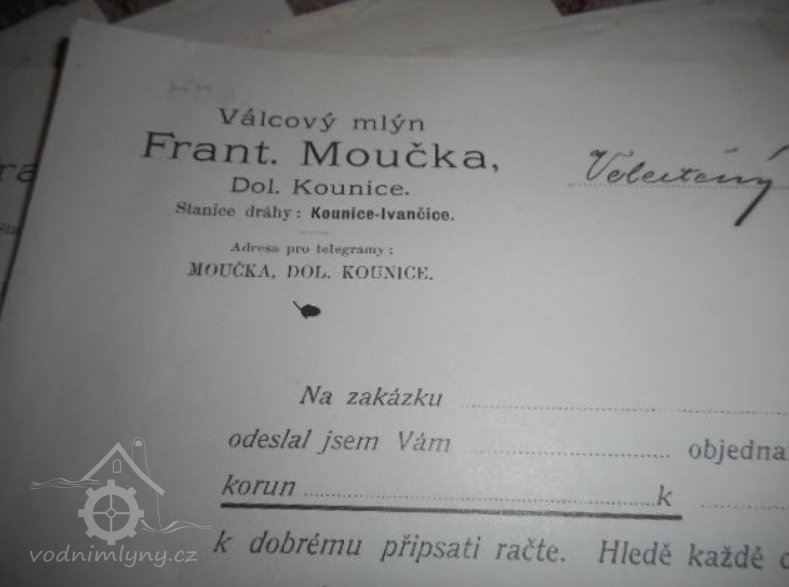 Válcový mlýn
Frant. Moučka,
Dol. Kounice.
Stanice dráhy: Kounice-Ivančice.
Adresa pro telegramy:
MOUČKA, DOL. KOUNICE.
Velectěný
Na zakázku
odeslal jsem Vám objedna
korun k
k dobrému připsati račte. Hledě každé
vodnimlyny.cz